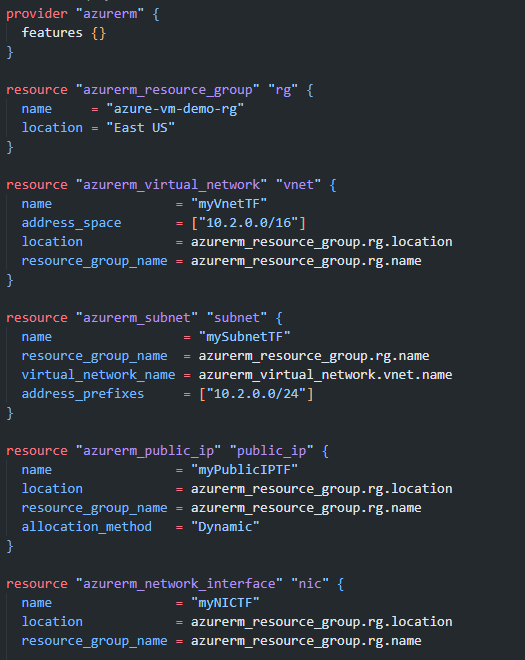 provider "azurerm" {
  features {}
}

resource "azurerm_resource_group" "rg" {
  name     = "azure-vm-demo-rg"
  location = "East US"
}

resource "azurerm_virtual_network" "vnet" {
  name                = "myVnetTF"
  address_space       = ["10.2.0.0/16"]
  location            = azurerm_resource_group.rg.location
  resource_group_name = azurerm_resource_group.rg.name
}

resource "azurerm_subnet" "subnet" {
  name                 = "mySubnetTF"
  resource_group_name  = azurerm_resource_group.rg.name
  virtual_network_name = azurerm_virtual_network.vnet.name
  address_prefixes     = ["10.2.0.0/24"]
}

resource "azurerm_public_ip" "public_ip" {
  name                = "myPublicIPTF"
  location            = azurerm_resource_group.rg.location
  resource_group_name = azurerm_resource_group.rg.name
  allocation_method   = "Dynamic"
}

resource "azurerm_network_interface" "nic" {
  name                = "myNICTF"
  location            = azurerm_resource_group.rg.location
  resource_group_name = azurerm_resource_group.rg.name